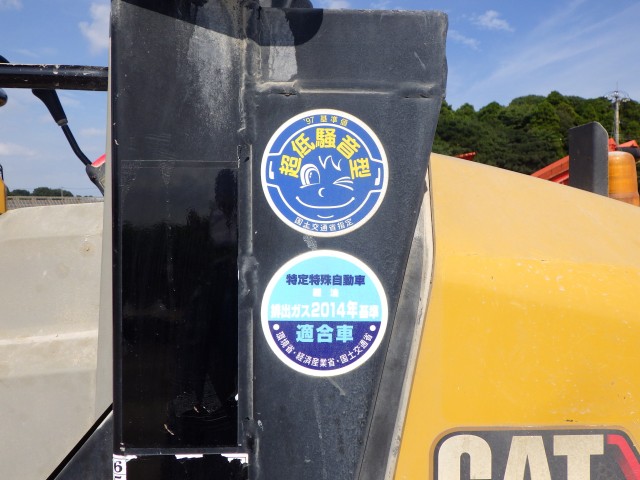 '97 基準値
超低騒音型
国土交通省指定
特定特殊自動車
排出ガス2014年基準
適合車
・環境省・経済産業省・国土交通省・
CAT
6